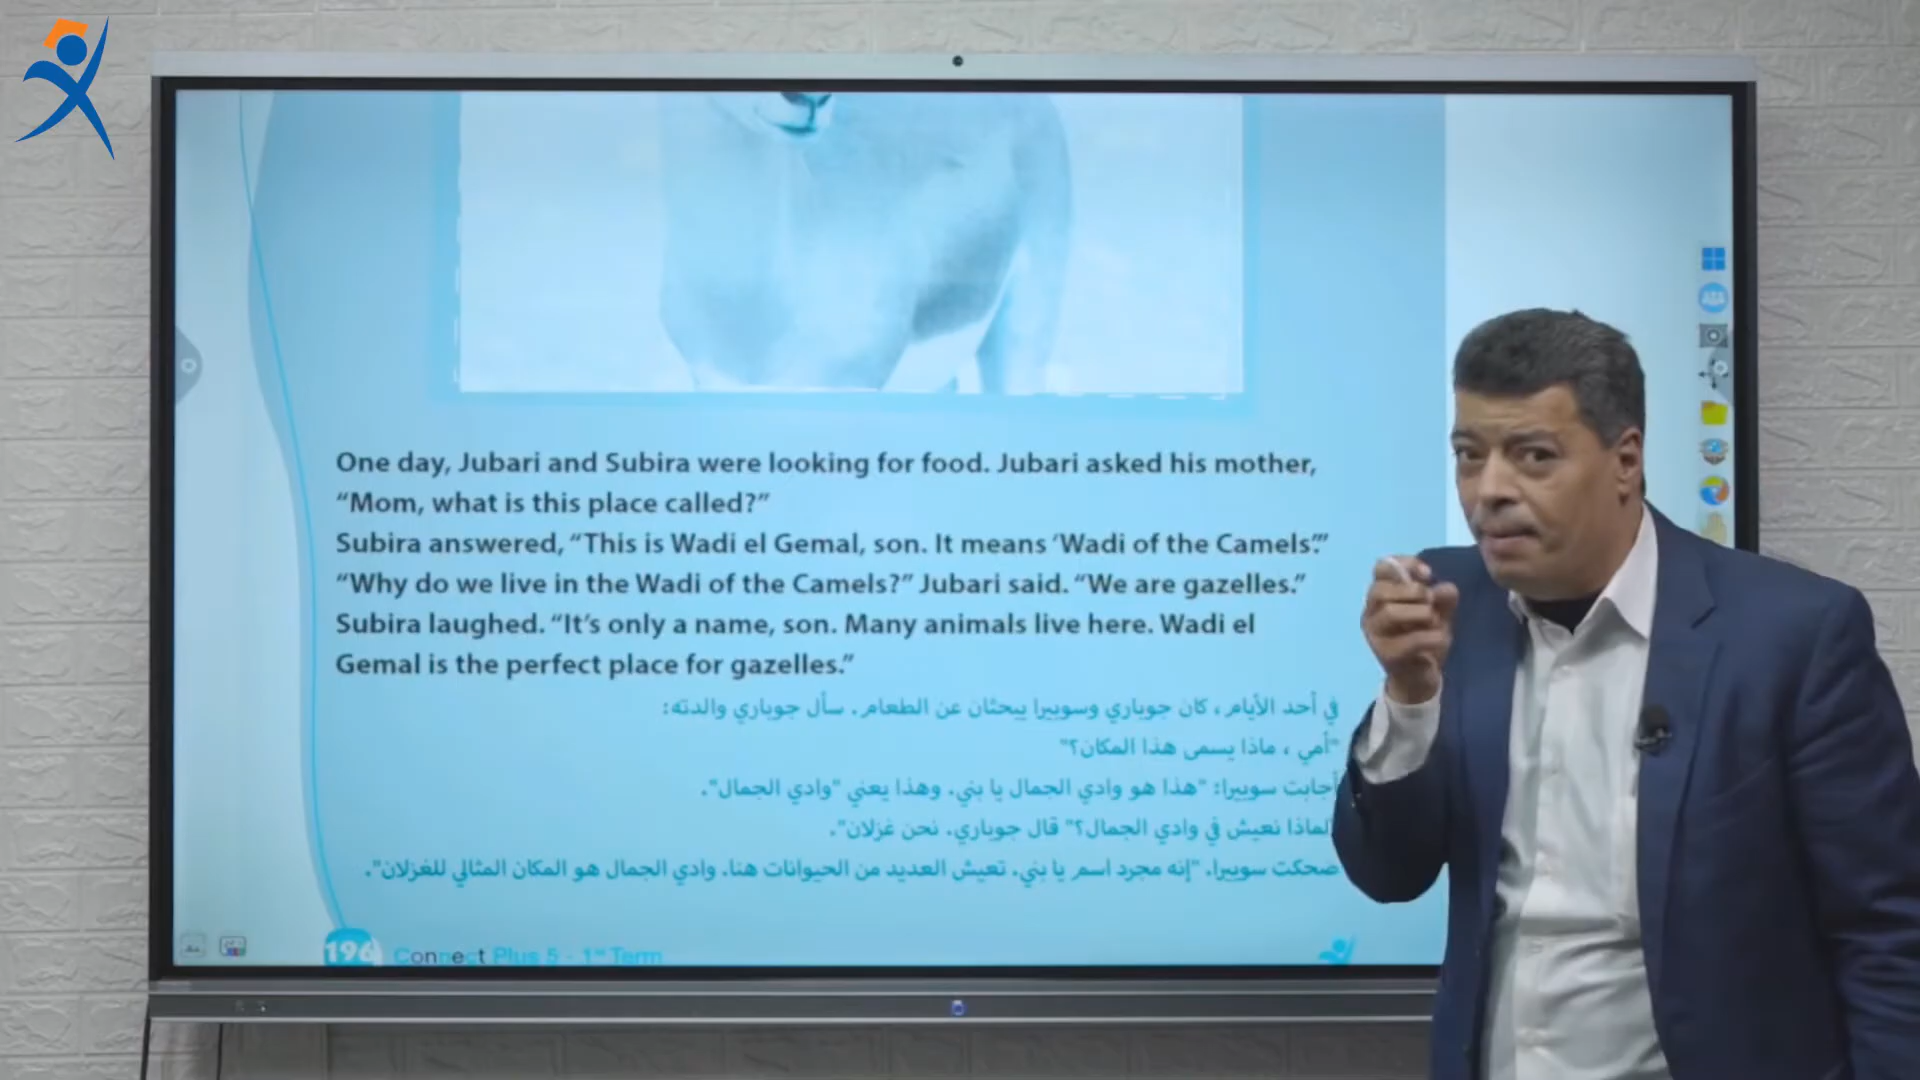 One day, Jubari and Subira were looking for food. Jubari asked his mother,
“Mom, what is this place called?”
Subira answered, “This is Wadi el Gemal, son. It means ‘Wadi of the Camels’.”
“Why do we live in the Wadi of the Camels?” Jubari said. “We are gazelles.”
Subira laughed. “It’s only a name, son. Many animals live here. Wadi el
Gemal is the perfect place for gazelles.”
في أحد الأيام، كان جوباري وسوبيرا يبحثان عن الطعام. سأل جوباري والدته:
"أمي ، ماذا يسمى هذا المكان؟"
أجابت سوبيرا: "هذا هو وادي الجمال يا بني. وهذا يعني "وادي الجمال".
"لماذا نعيش في وادي الجمال؟" قال جوباري. نحن غزلان".
ضحكت سوبيرا. "إنه مجرد اسم يا بني. تعيش العديد من الحيوانات هنا. وادي الجمال هو المكان المثالي للغزلان".
196 Connect Plus 5 - 1st Term